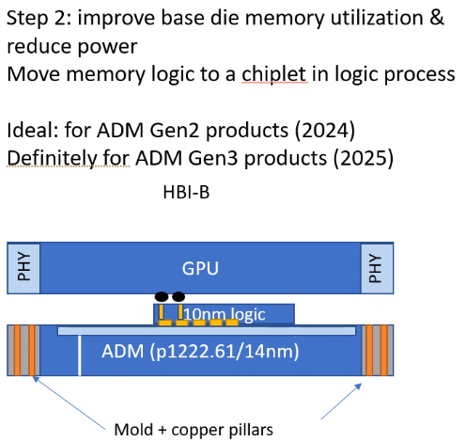 Step 2: improve base die memory utilization &
reduce power
Move memory logic to a chiplet in logic process
Ideal: for ADM Gen2 products (2024)
Definitely for ADM Gen3 products (2025)
HBI-B
PHY
GPU
PHY
10nm logic
ADM (p1222.61/14nm)
Mold + copper pillars